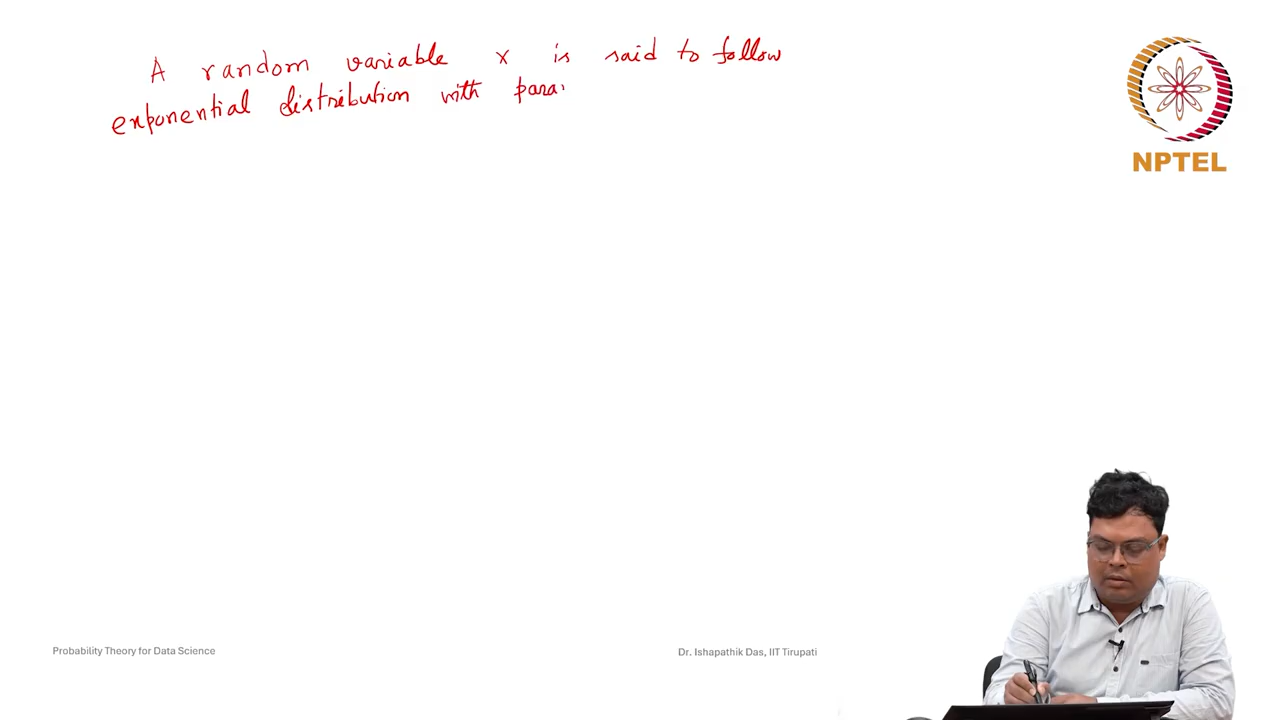 A random variable x is said to follow
exponential distribution with para
NPTEL
Probability Theory for Data Science
Dr. Ishapathik Das, IIT Tirupati